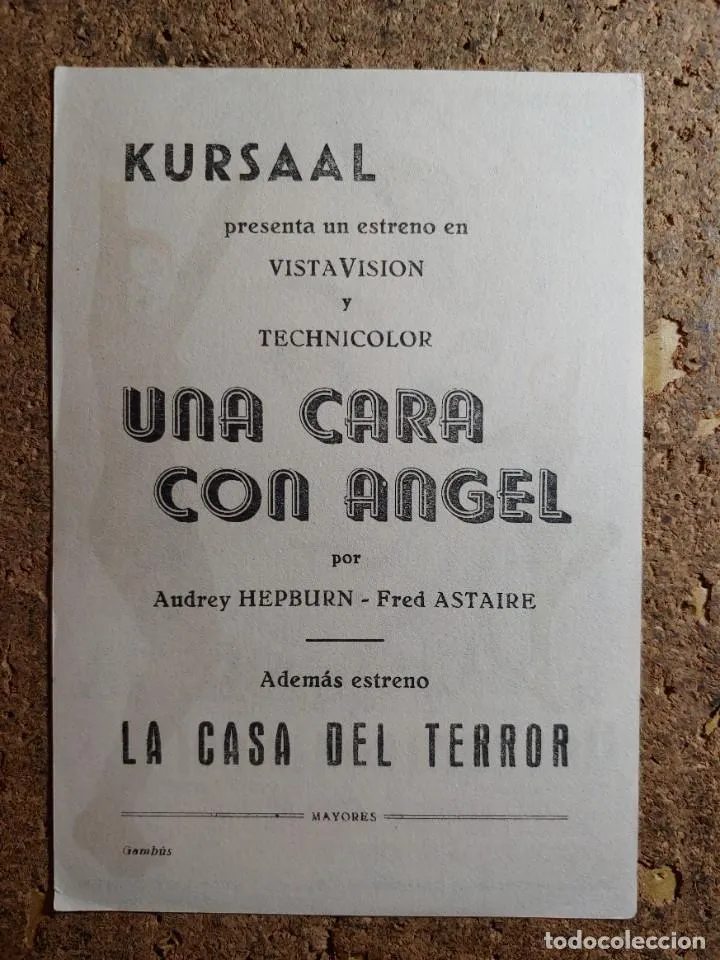 KURSAAL
presenta un estreno en
VISTAVISION
y
TECHNICOLOR
UNA CARA
CON ANGEL
por
Audrey HEPBURN - Fred ASTAIRE
Además estreno
LA CASA DEL TERROR
MAYORES
Gambús
todocoleccion